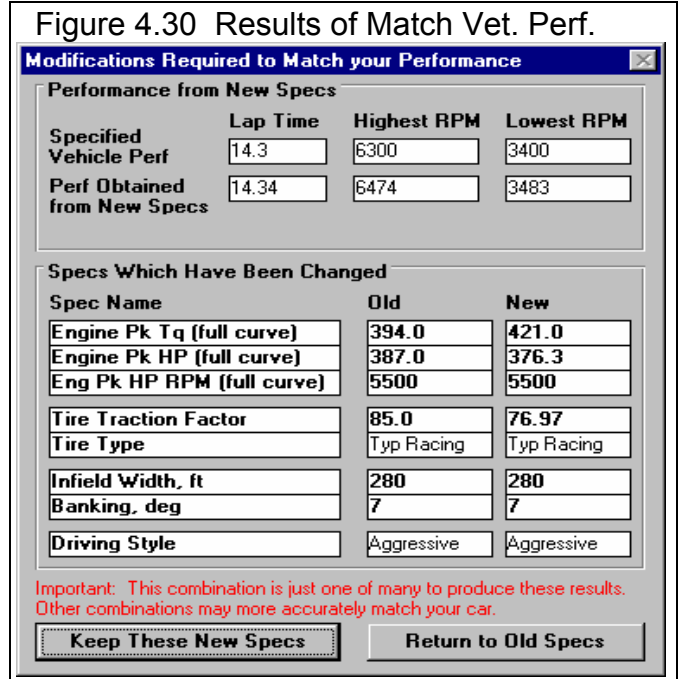 Figure 4.30 Results of Match Vet. Perf.
Modifications Required to Match your Performance
Performance from New Specs
Lap Time Highest RPM Lowest RPM
Specified
Vehicle Perf 14.3 6300 3400
Perf Obtained
from New Specs 14.34 6474 3483
Specs Which Have Been Changed
Spec Name Old New
Engine Pk Tq (full curve) 394.0 421.0
Engine Pk HP (full curve) 387.0 376.3
Eng Pk HP RPM (full curve) 5500 5500
Tire Traction Factor 85.0 76.97
Tire Type Typ Racing Typ Racing
Infield Width, ft 280 280
Banking, deg 7 7
Driving Style Aggressive Aggressive
Important: This combination is just one of many to produce these results.
Other combinations may more accurately match your car.
Keep These New Specs Return to Old Specs